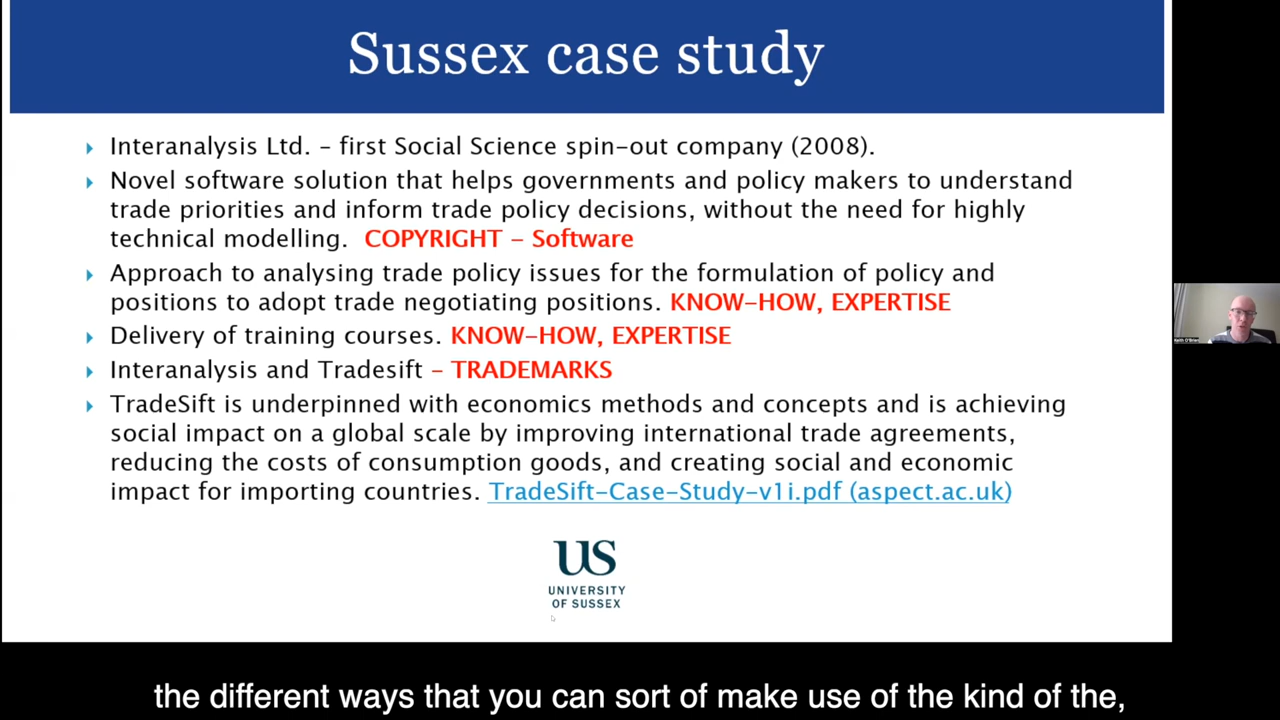 Sussex case study
Interanalysis Ltd. – first Social Science spin-out company (2008).
Novel software solution that helps governments and policy makers to understand
trade priorities and inform trade policy decisions, without the need for highly
technical modelling. COPYRIGHT – Software
Approach to analysing trade policy issues for the formulation of policy and
positions to adopt trade negotiating positions. KNOW-HOW, EXPERTISE
Delivery of training courses. KNOW-HOW, EXPERTISE
Interanalysis and Tradesift – TRADEMARKS
TradeSift is underpinned with economics methods and concepts and is achieving
social impact on a global scale by improving international trade agreements,
reducing the costs of consumption goods, and creating social and economic
impact for importing countries. TradeSift-Case-Study-v1i.pdf (aspect.ac.uk)
US
UNIVERSITY
OF SUSSEX
Keith O'Brien
the different ways that you can sort of make use of the kind of the,